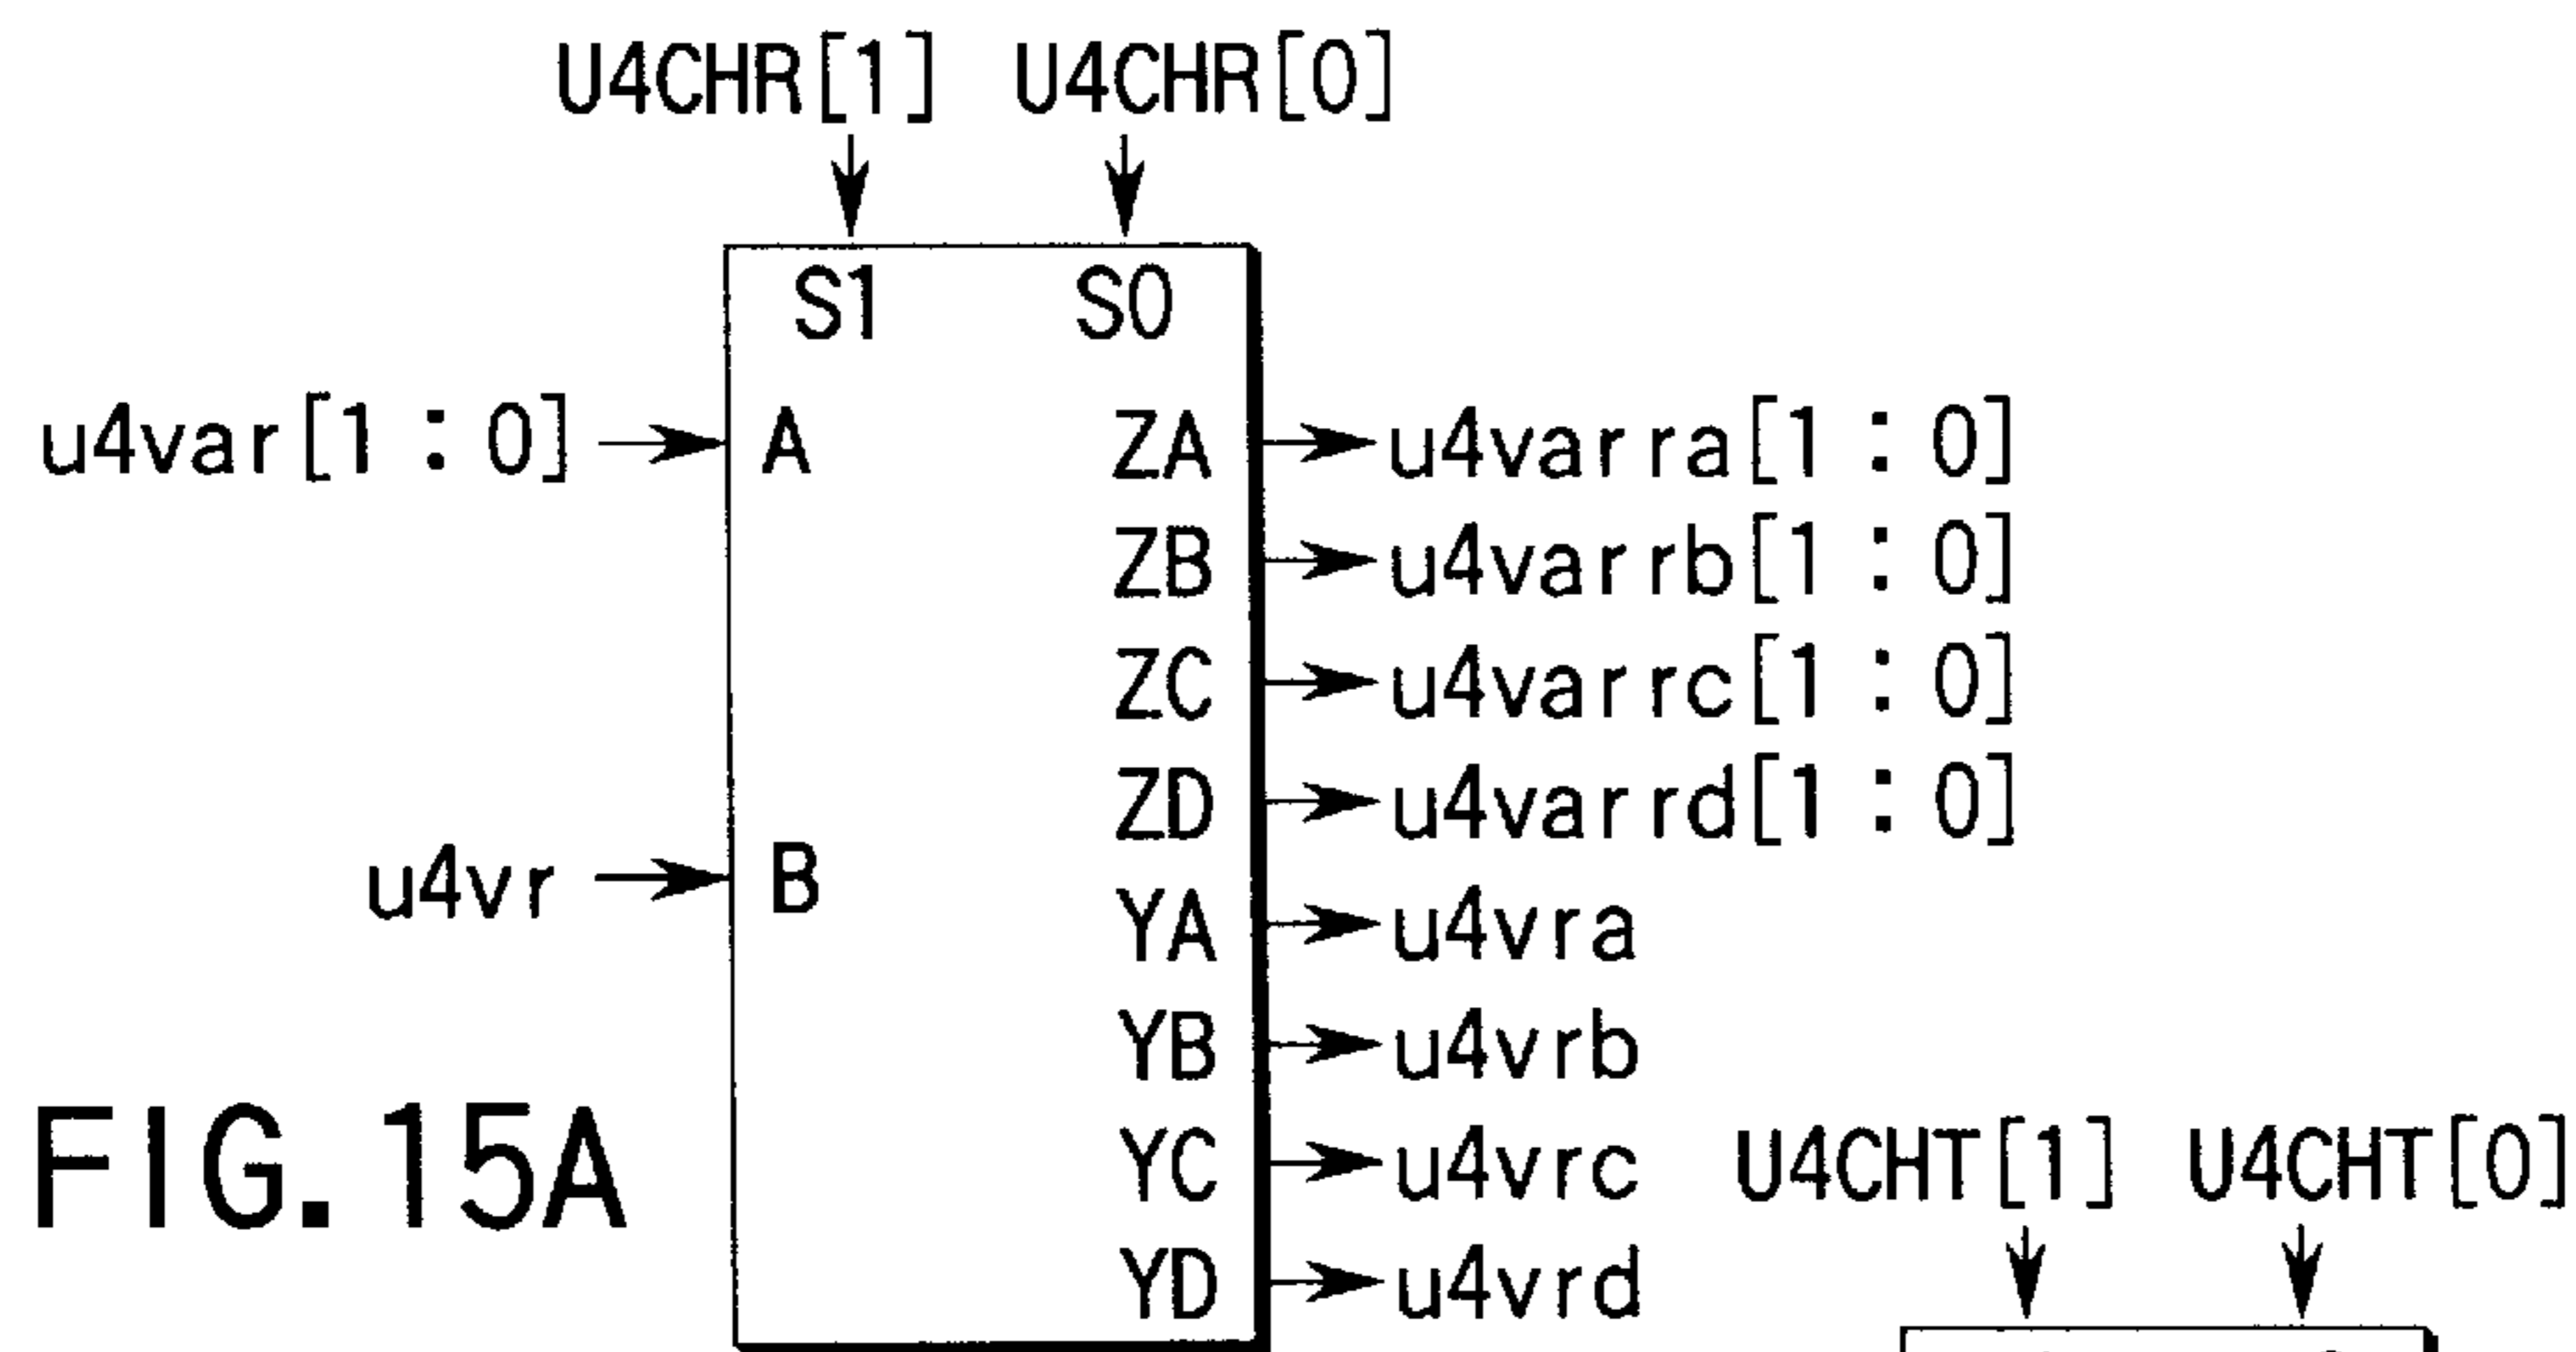 U4CHR[1] U4CHR[0]
S1 S0
u4var[1:0] A ZA u4varra[1:0]
ZB u4varrb[1:0]
ZC u4varrc[1:0]
ZD u4varrd[1:0]
u4vr B
YA u4vra
YB u4vrb
FIG. 15A
YC u4vrc
U4CHT[1] U4CHT[0]
YD u4vrd